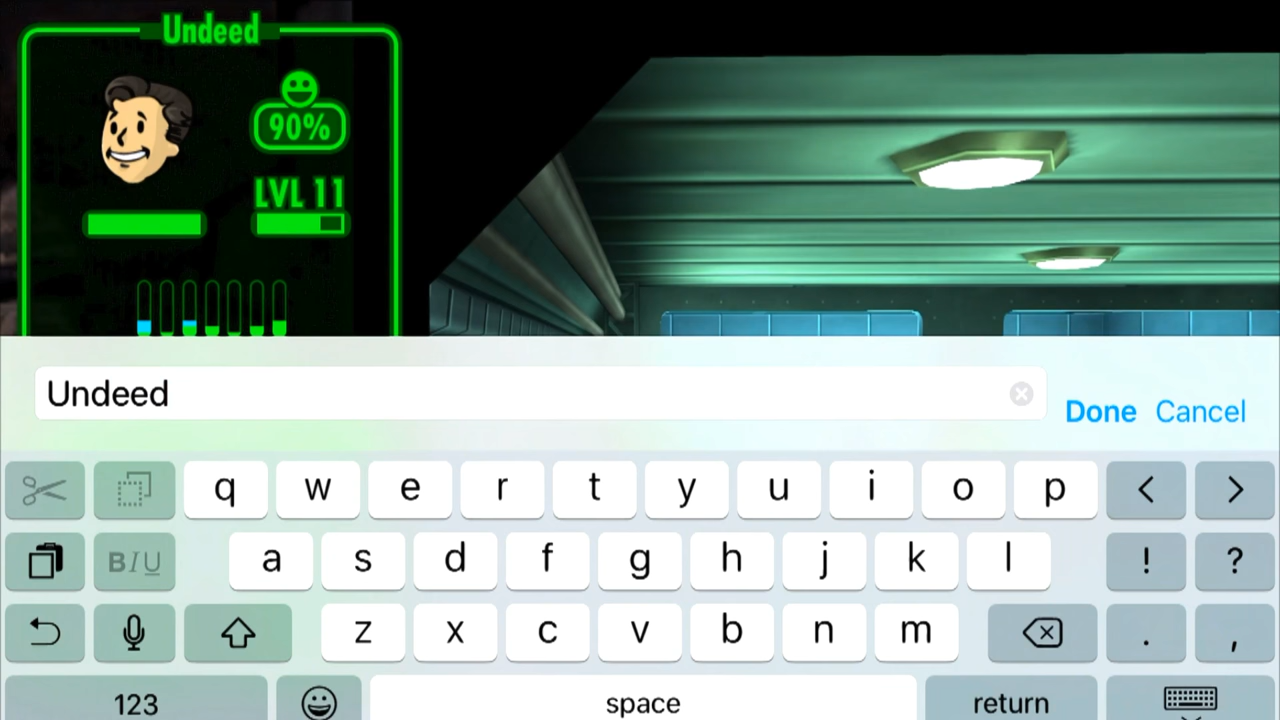 Undeed
90%
LVL 11
Undeed
Done Cancel
q w e r t y u i o p < >
BIU a s d f g h j k l ! ?
z x c v b n m . ,
123 space return